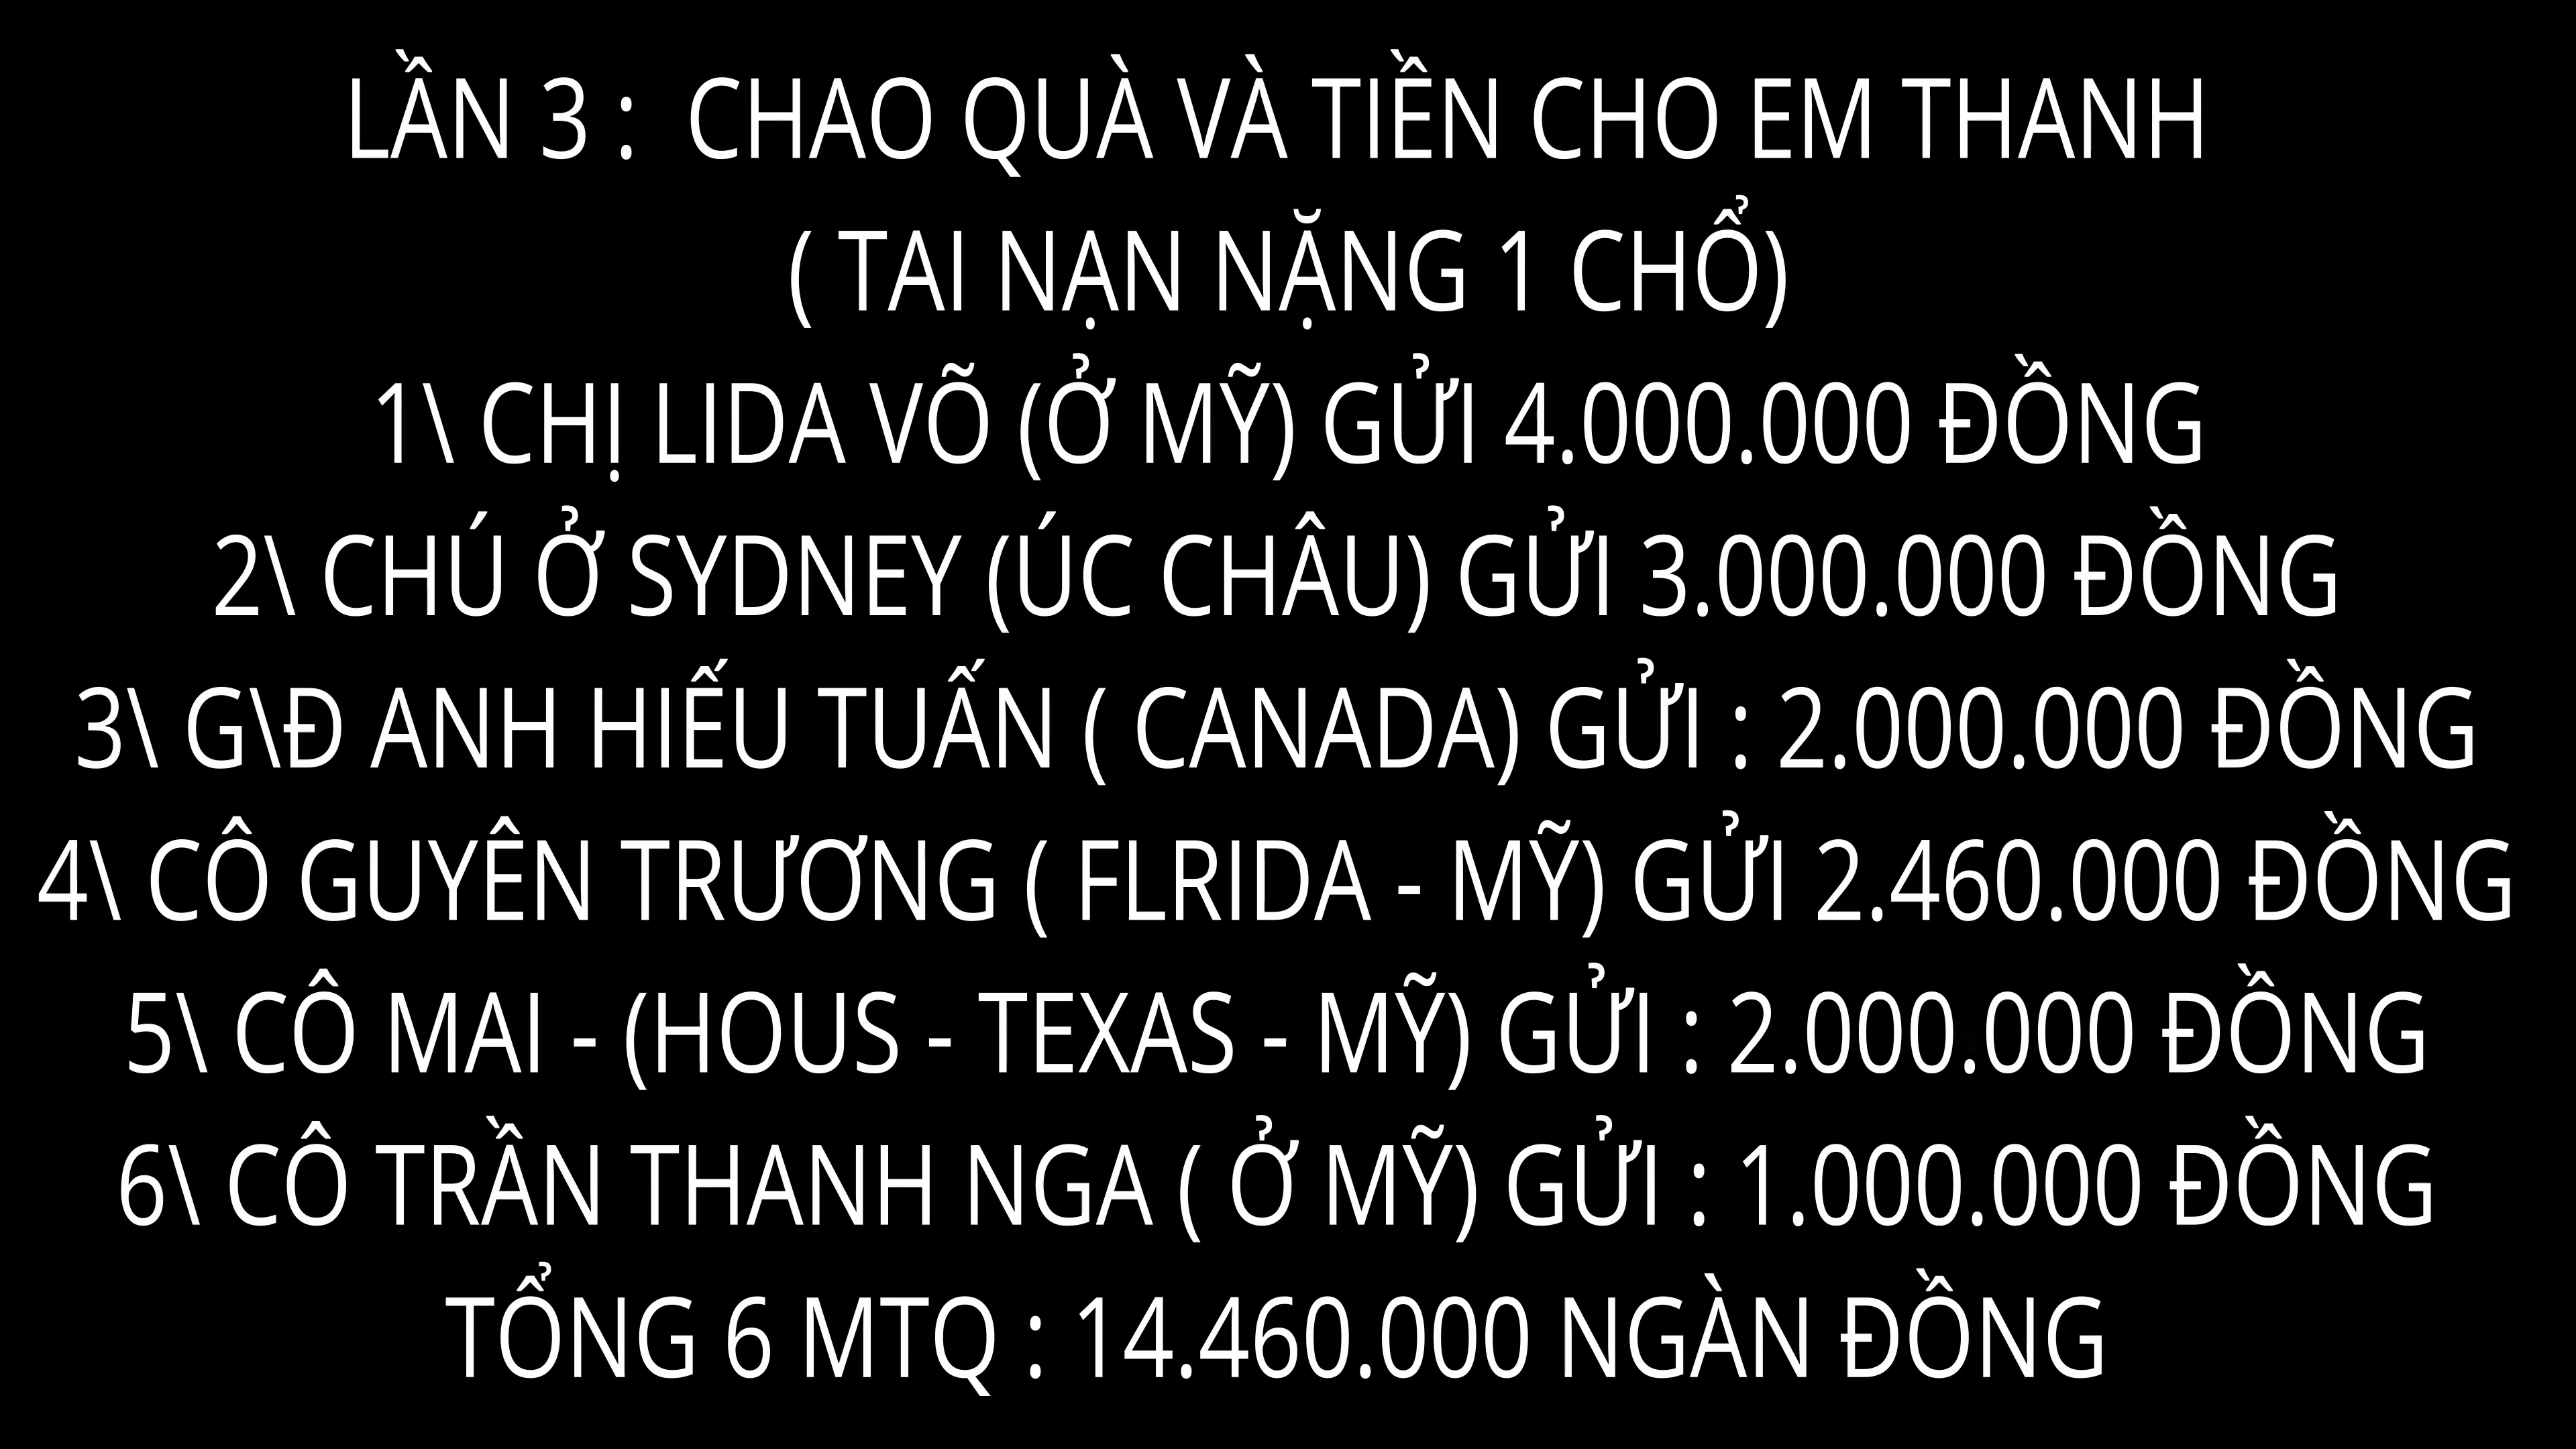 LẦN 3 : CHAO QUÀ VÀ TIỀN CHO EM THANH
( TAI NẠN NẶNG 1 CHỔ)
1\ CHỊ LIDA VÕ (Ở MỸ) GỬI 4.000.000 ĐỒNG
2\ CHÚ Ở SYDNEY (ÚC CHÂU) GỬI 3.000.000 ĐỒNG
3\ G\Đ ANH HIẾU TUẤN ( CANADA) GỬI : 2.000.000 ĐỒNG
4\ CÔ GUYÊN TRƯƠNG ( FLRIDA - MỸ) GỬI 2.460.000 ĐỒNG
5\ CÔ MAI - (HOUS - TEXAS - MỸ) GỬI : 2.000.000 ĐỒNG
6\ CÔ TRẦN THANH NGA ( Ở MỸ) GỬI : 1.000.000 ĐỒNG
TỔNG 6 MTQ : 14.460.000 NGÀN ĐỒNG